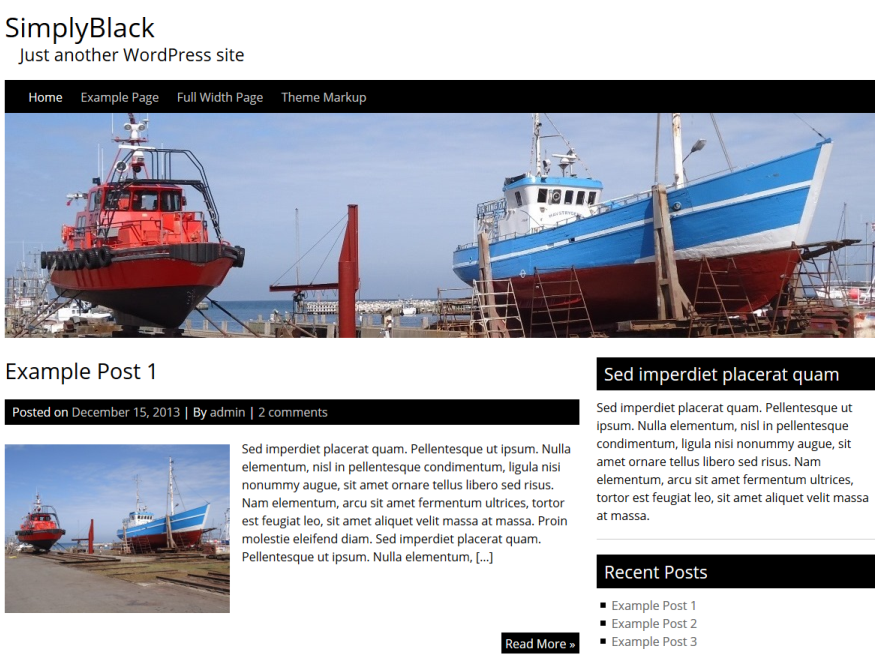 SimplyBlack
Just another WordPress site
Home Example Page Full Width Page Theme Markup
Example Post 1
Posted on December 15, 2013 | By admin | 2 comments
Sed imperdiet placerat quam. Pellentesque ut ipsum. Nulla
elementum, nisl in pellentesque condimentum, ligula nisi
nonummy augue, sit amet ornare tellus libero sed risus.
Nam elementum, arcu sit amet fermentum ultrices, tortor
est feugiat leo, sit amet aliquet velit massa at massa. Proin
molestie eleifend diam. Sed imperdiet placerat quam.
Pellentesque ut ipsum. Nulla elementum, [...]
Read More »
Sed imperdiet placerat quam
Sed imperdiet placerat quam. Pellentesque ut
ipsum. Nulla elementum, nisl in pellentesque
condimentum, ligula nisi nonummy augue, sit
amet ornare tellus libero sed risus. Nam
elementum, arcu sit amet fermentum ultrices,
tortor est feugiat leo, sit amet aliquet velit massa
at massa.
Recent Posts
Example Post 1
Example Post 2
Example Post 3